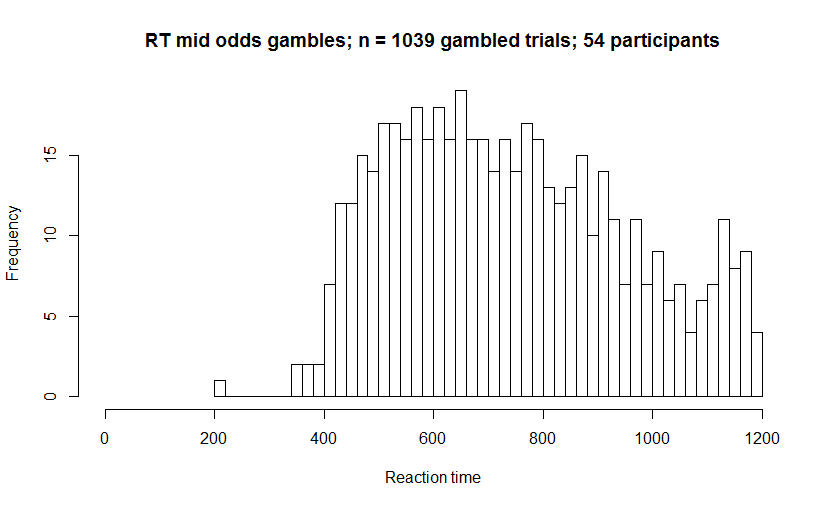 RT mid odds gambles; n = 1039 gambled trials; 54 participants
Frequency
15
10
5
0
0 200 400 600 800 1000 1200
Reaction time